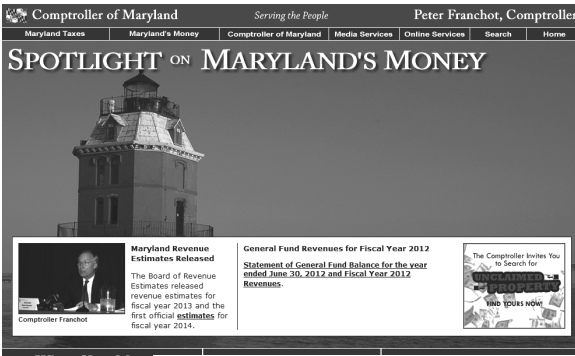 Comptroller of Maryland
Serving the People
Peter Franchot, Comptroller
Maryland Taxes
Maryland's Money
Comptroller of Maryland
Media Services
Online Services
Search
Home
SPOTLIGHT ON MARYLAND'S MONEY
Comptroller Franchot
Maryland Revenue
Estimates Released
The Board of Revenue
Estimates released
revenue estimates for
fiscal year 2013 and the
first official estimates for
fiscal year 2014.
General Fund Revenues for Fiscal Year 2012
Statement of General Fund Balance for the
year ended June 30, 2012 and Fiscal Year 2012
Revenues.
The Comptroller Invites You
to Search for
UNCLAIMED
PROPERTY
FIND YOURS NOW!